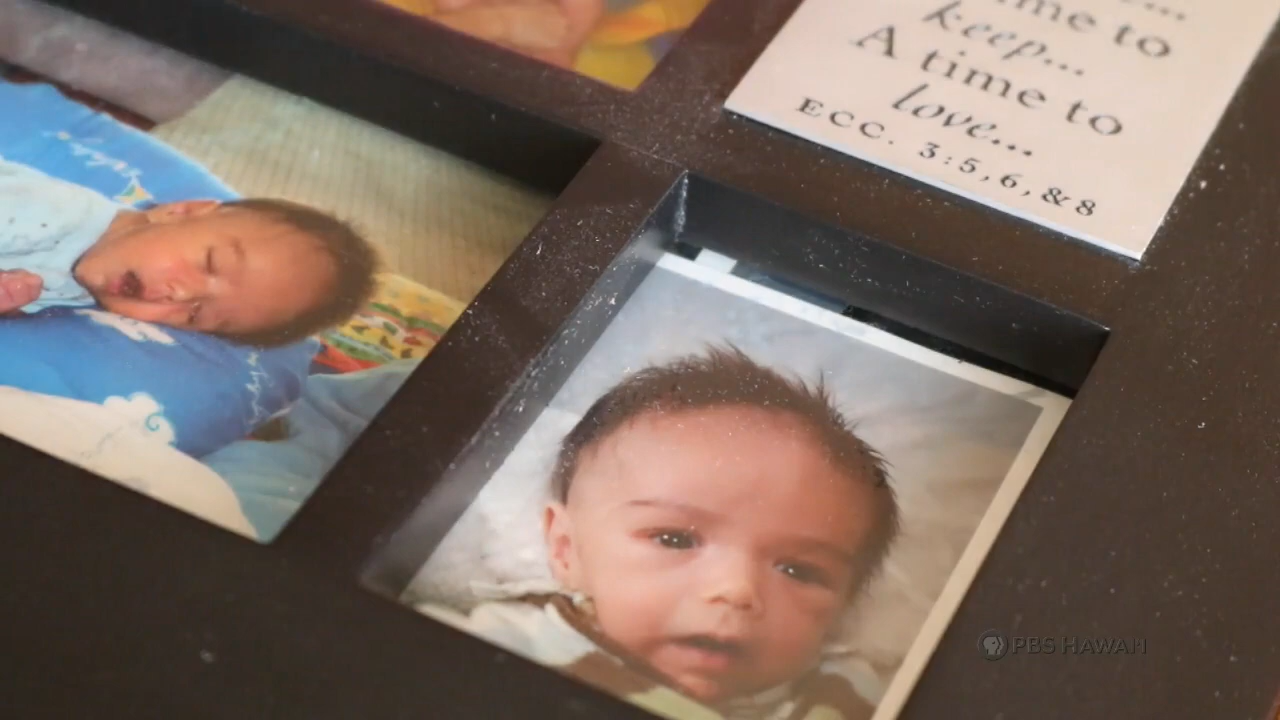 time to
keep...
A time to
love...
ECC. 3:5,6,&8
PBS HAWAI'I